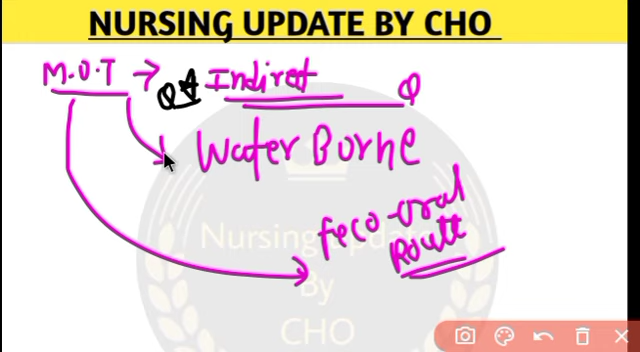 NURSING UPDATE BY CHO
M.O.T → Indirect
Water Borne
feco-oral
Route
Nursing Update
By
CHO